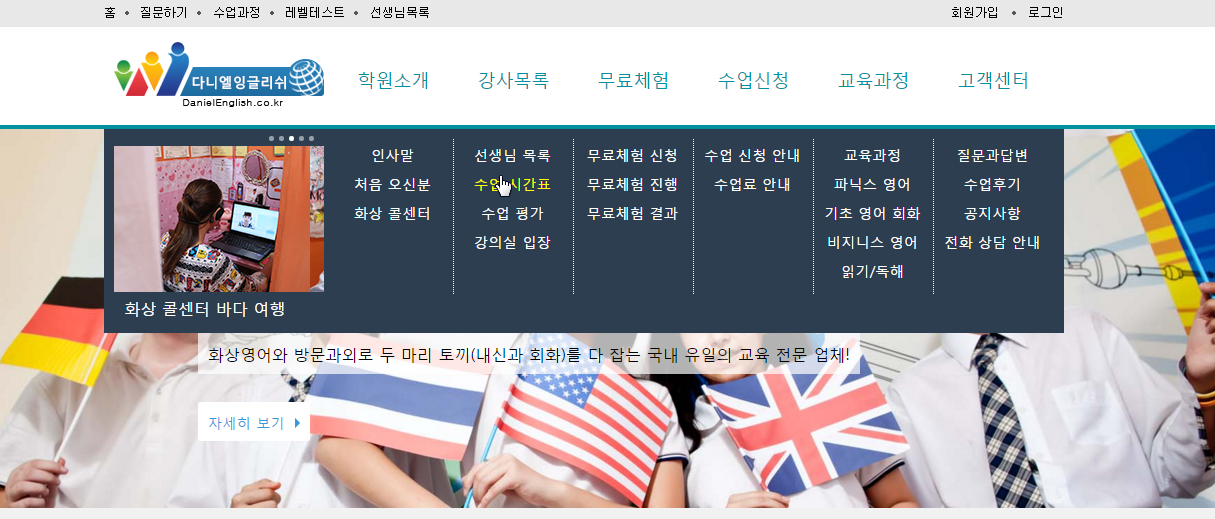 홈 • 질문하기 • 수업과정 • 레벨테스트 • 선생님목록
회원가입 • 로그인
다니엘잉글리쉬
DanielEnglish.co.kr
학원소개 강사목록 무료체험 수업신청 교육과정 고객센터
인사말 선생님 목록 무료체험 신청 수업 신청 안내 교육과정 질문과답변
처음 오신분 수업 시간표 무료체험 진행 수업료 안내 파닉스 영어 수업후기
화상 콜센터 수업 평가 무료체험 결과 기초 영어 회화 공지사항
강의실 입장 비지니스 영어 전화 상담 안내
읽기/독해
화상 콜센터 바다 여행
화상영어와 방문과외로 두 마리 토끼(내신과 회화)를 다 잡는 국내 유일의 교육 전문 업체!
자세히 보기